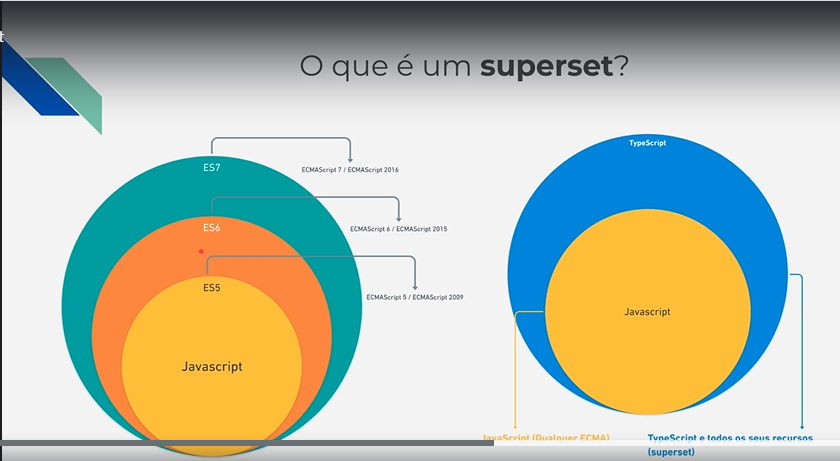 t
O que é um superset?
ES7
ECMAScript 7 / ECMAScript 2016
ES6
ECMAScript 6 / ECMAScript 2015
ES5
ECMAScript 5 / ECMAScript 2009
Javascript
TypeScript
Javascript
JavaScript (Qualquer ECMA)
TypeScript e todos os seus recursos
(superset)